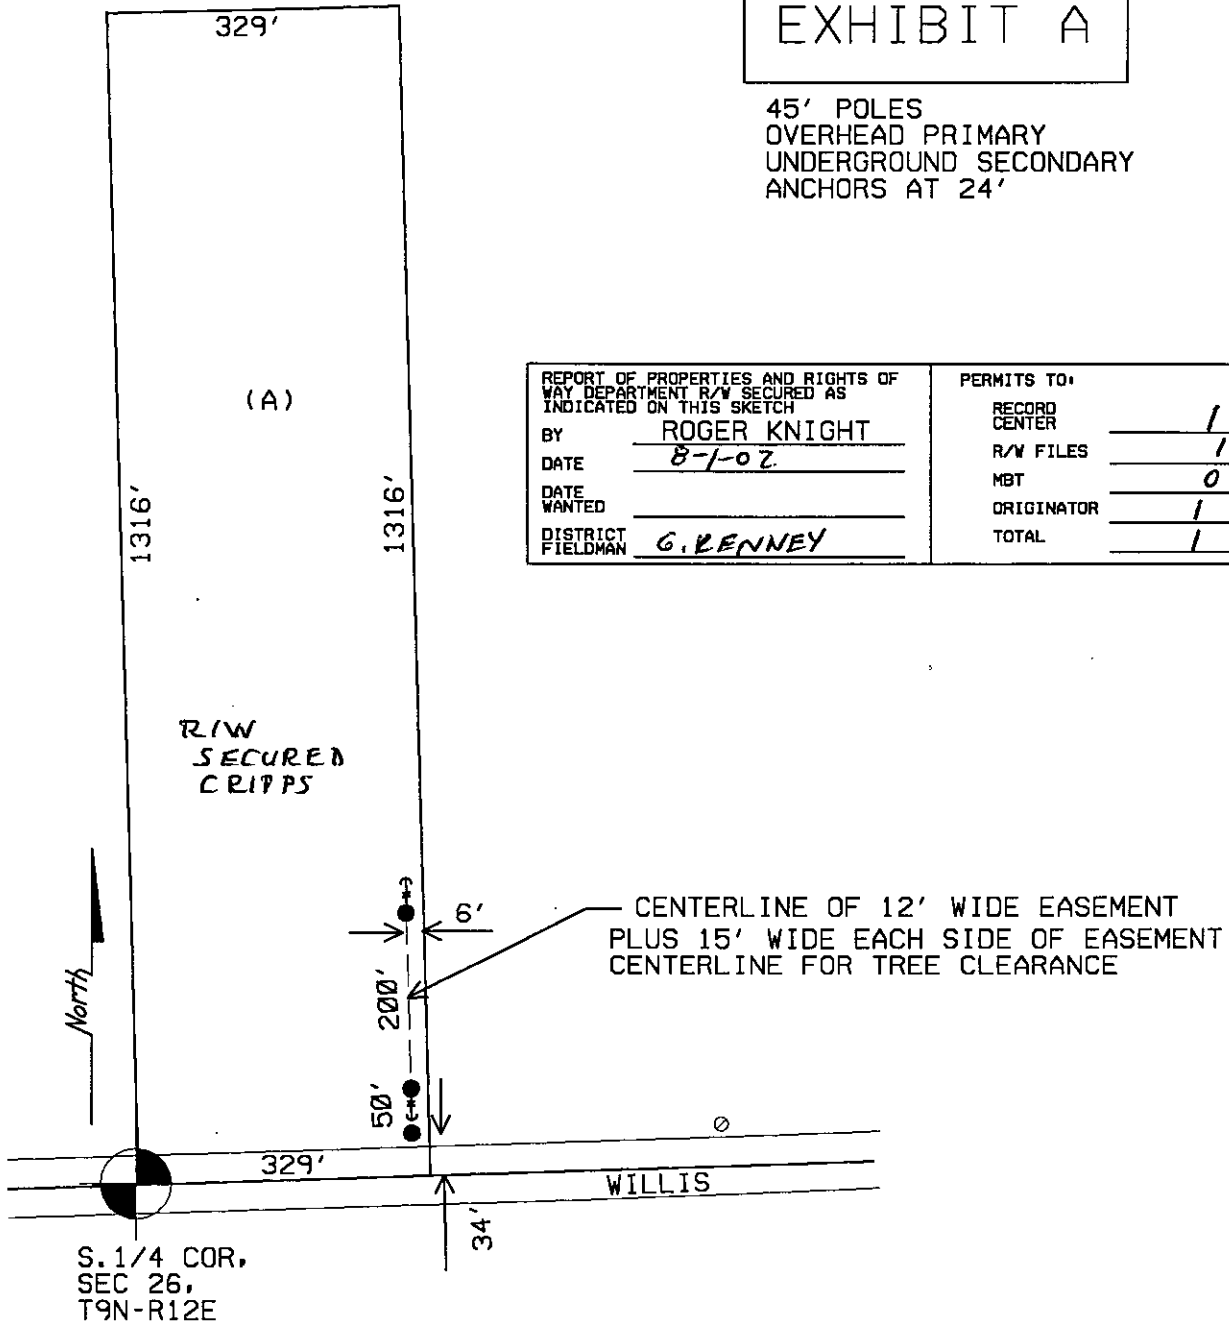 329'
EXHIBIT A
45' POLES
OVERHEAD PRIMARY
UNDERGROUND SECONDARY
ANCHORS AT 24'
(A)
1316'
1316'
REPORT OF PROPERTIES AND RIGHTS OF
WAY DEPARTMENT R/W SECURED AS
INDICATED ON THIS SKETCH
BY ROGER KNIGHT
DATE 8-1-02
DATE
WANTED
DISTRICT
FIELDMAN G. KENNEY
PERMITS TO:
RECORD
CENTER 1
R/W FILES 1
MBT 0
ORIGINATOR 1
TOTAL 1
R/W
SECURED
CRIPPS
6'
CENTERLINE OF 12' WIDE EASEMENT
PLUS 15' WIDE EACH SIDE OF EASEMENT
CENTERLINE FOR TREE CLEARANCE
North
200'
50'
329'
WILLIS
34'
S.1/4 COR,
SEC 26,
T9N-R12E